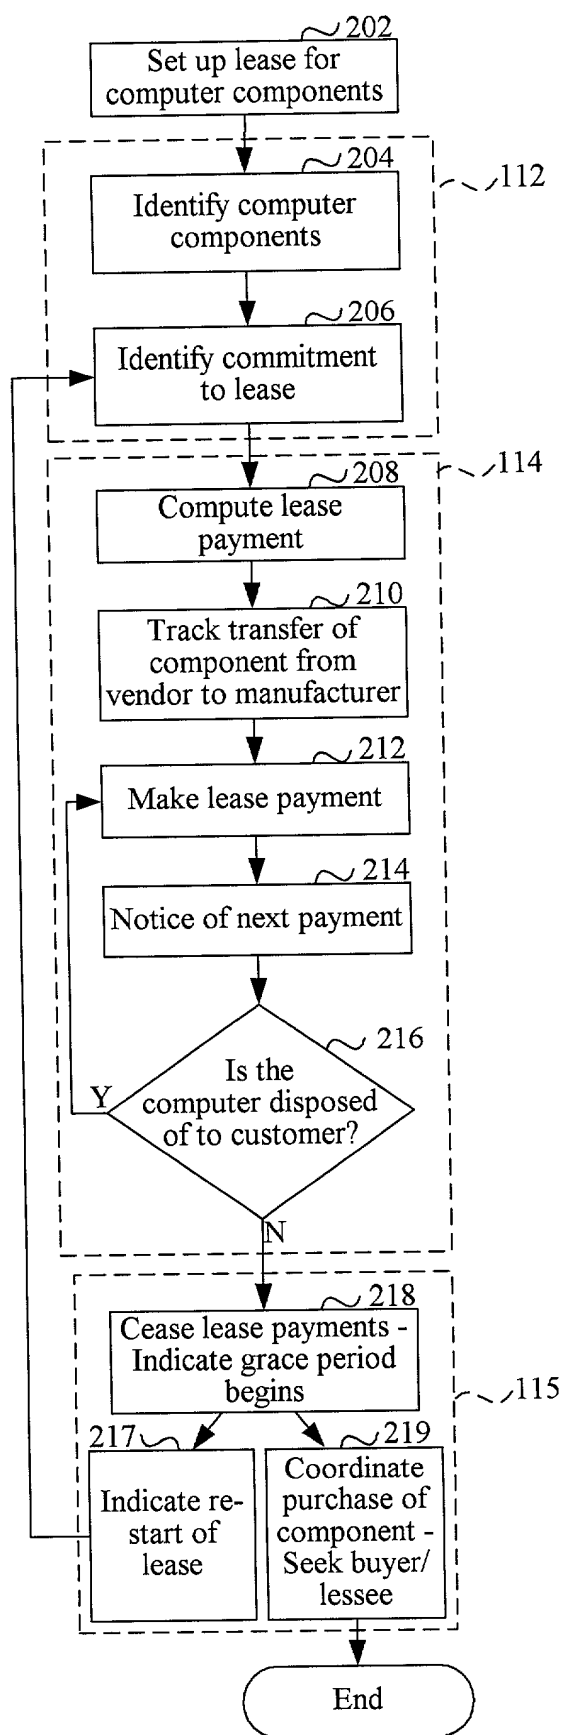 202
Set up lease for
computer components
204
112
Identify computer
components
206
Identify commitment
to lease
114
208
Compute lease
payment
210
Track transfer of
component from
vendor to manufacturer
212
Make lease payment
214
Notice of next payment
216
Is the
computer disposed
of to customer?
Y
N
218
Cease lease payments -
Indicate grace period
begins
115
217
Indicate re-
start of
lease
219
Coordinate
purchase of
component -
Seek buyer/
lessee
End